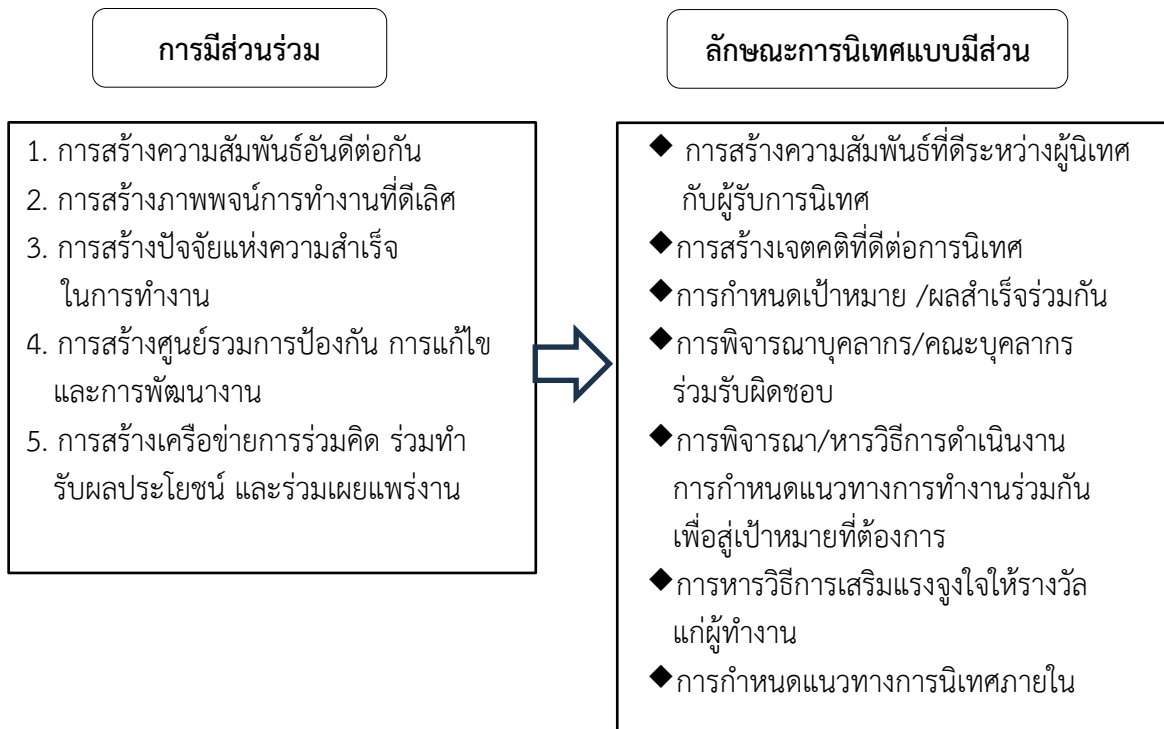 การมีส่วนร่วม
1. การสร้างความสัมพันธ์อันดีต่อกัน
2. การสร้างภาพพจน์การทำงานที่ดีเลิศ
3. การสร้างปัจจัยแห่งความสำเร็จ
ในการทำงาน
4. การสร้างศูนย์รวมการป้องกัน การแก้ไข
และการพัฒนางาน
5. การสร้างเครือข่ายการร่วมคิด ร่วมทำ
รับผลประโยชน์ และร่วมเผยแพร่งาน
ลักษณะการนิเทศแบบมีส่วน
◆ การสร้างความสัมพันธ์ที่ดีระหว่างผู้นิเทศ
กับผู้รับการนิเทศ
◆การสร้างเจตคติที่ดีต่อการนิเทศ
◆การกำหนดเป้าหมาย /ผลสำเร็จร่วมกัน
◆การพิจารณาบุคลากร/คณะบุคลากร
ร่วมรับผิดชอบ
◆การพิจารณา/หารวิธีการดำเนินงาน
การกำหนดแนวทางการทำงานร่วมกัน
เพื่อสู่เป้าหมายที่ต้องการ
◆การหารวิธีการเสริมแรงจูงใจให้รางวัล
แก่ผู้ทำงาน
◆การกำหนดแนวทางการนิเทศภายใน